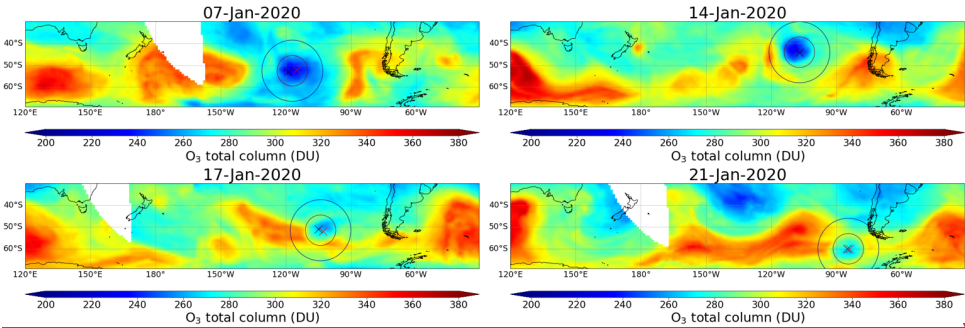 07-Jan-2020
40°S
50°S
60°S
120°E 150°E 180° 150°W 120°W 90°W 60°W
200 220 240 260 280 300 320 340 360 380
O₃ total column (DU)
14-Jan-2020
40°S
50°S
60°S
120°E 150°E 180° 150°W 120°W 90°W 60°W
200 220 240 260 280 300 320 340 360 380
O₃ total column (DU)
17-Jan-2020
40°S
50°S
60°S
120°E 150°E 180° 150°W 120°W 90°W 60°W
200 220 240 260 280 300 320 340 360 380
O₃ total column (DU)
21-Jan-2020
40°S
50°S
60°S
120°E 150°E 180° 150°W 120°W 90°W 60°W
200 220 240 260 280 300 320 340 360 380
O₃ total column (DU)